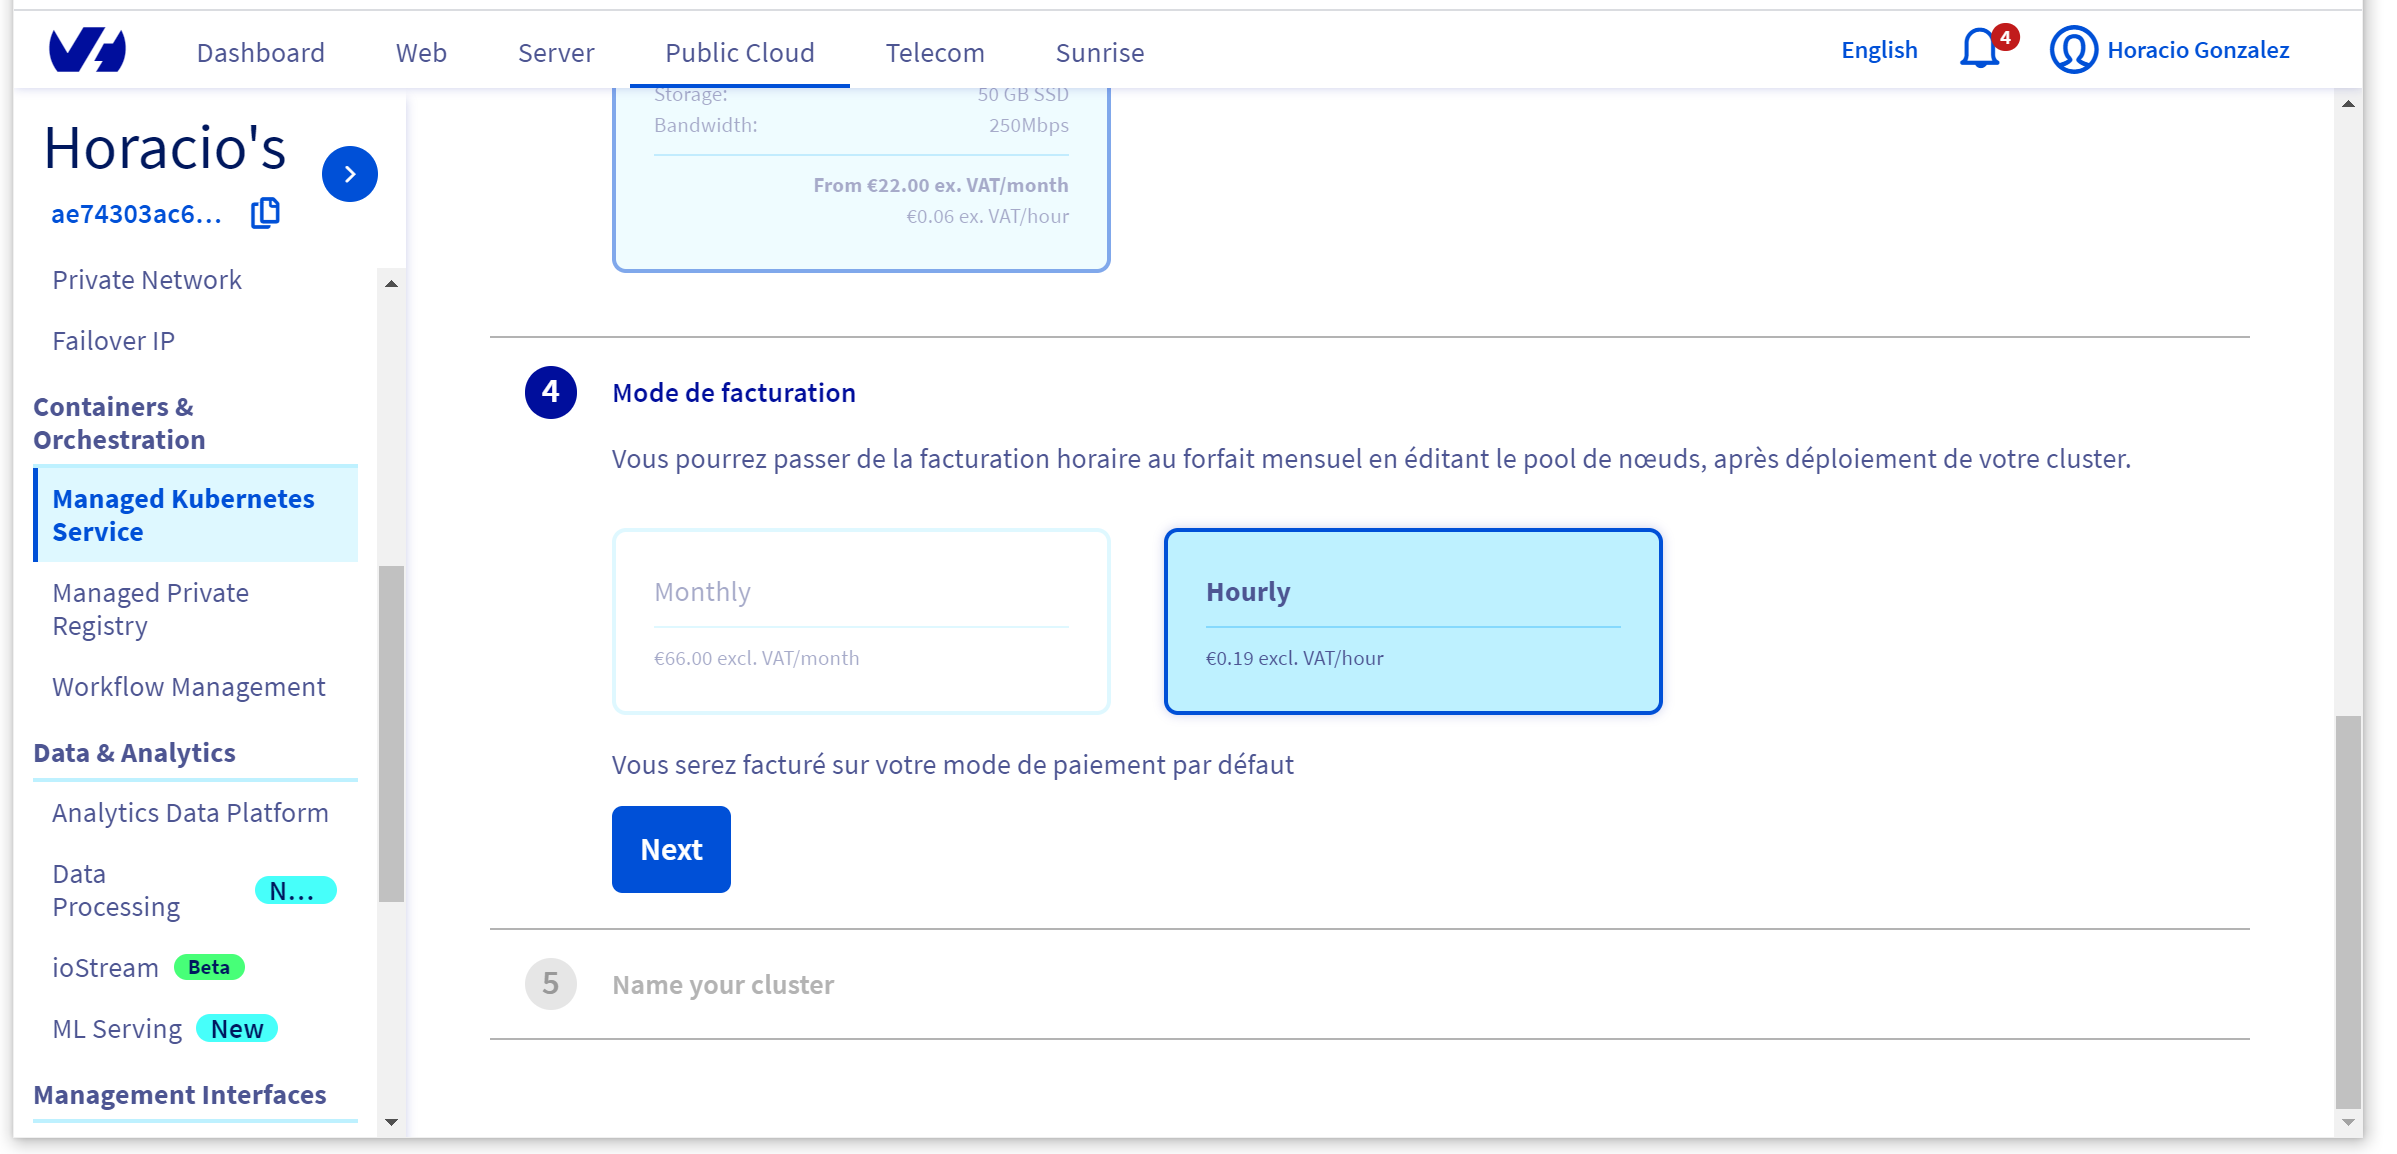 Dashboard
Web
Server
Public Cloud
Telecom
Sunrise
English
4
Horacio Gonzalez
Horacio's
ae74303ac6...
Private Network
Failover IP
Containers &
Orchestration
Managed Kubernetes
Service
Managed Private
Registry
Workflow Management
Data & Analytics
Analytics Data Platform
Data
Processing
N...
ioStream Beta
ML Serving New
Management Interfaces
Storage: 50 GB SSD
Bandwidth: 250Mbps
From €22.00 ex. VAT/month
€0.06 ex. VAT/hour
4 Mode de facturation
Vous pourrez passer de la facturation horaire au forfait mensuel en éditant le pool de nœuds, après déploiement de votre cluster.
Monthly
€66.00 excl. VAT/month
Hourly
€0.19 excl. VAT/hour
Vous serez facturé sur votre mode de paiement par défaut
Next
5 Name your cluster